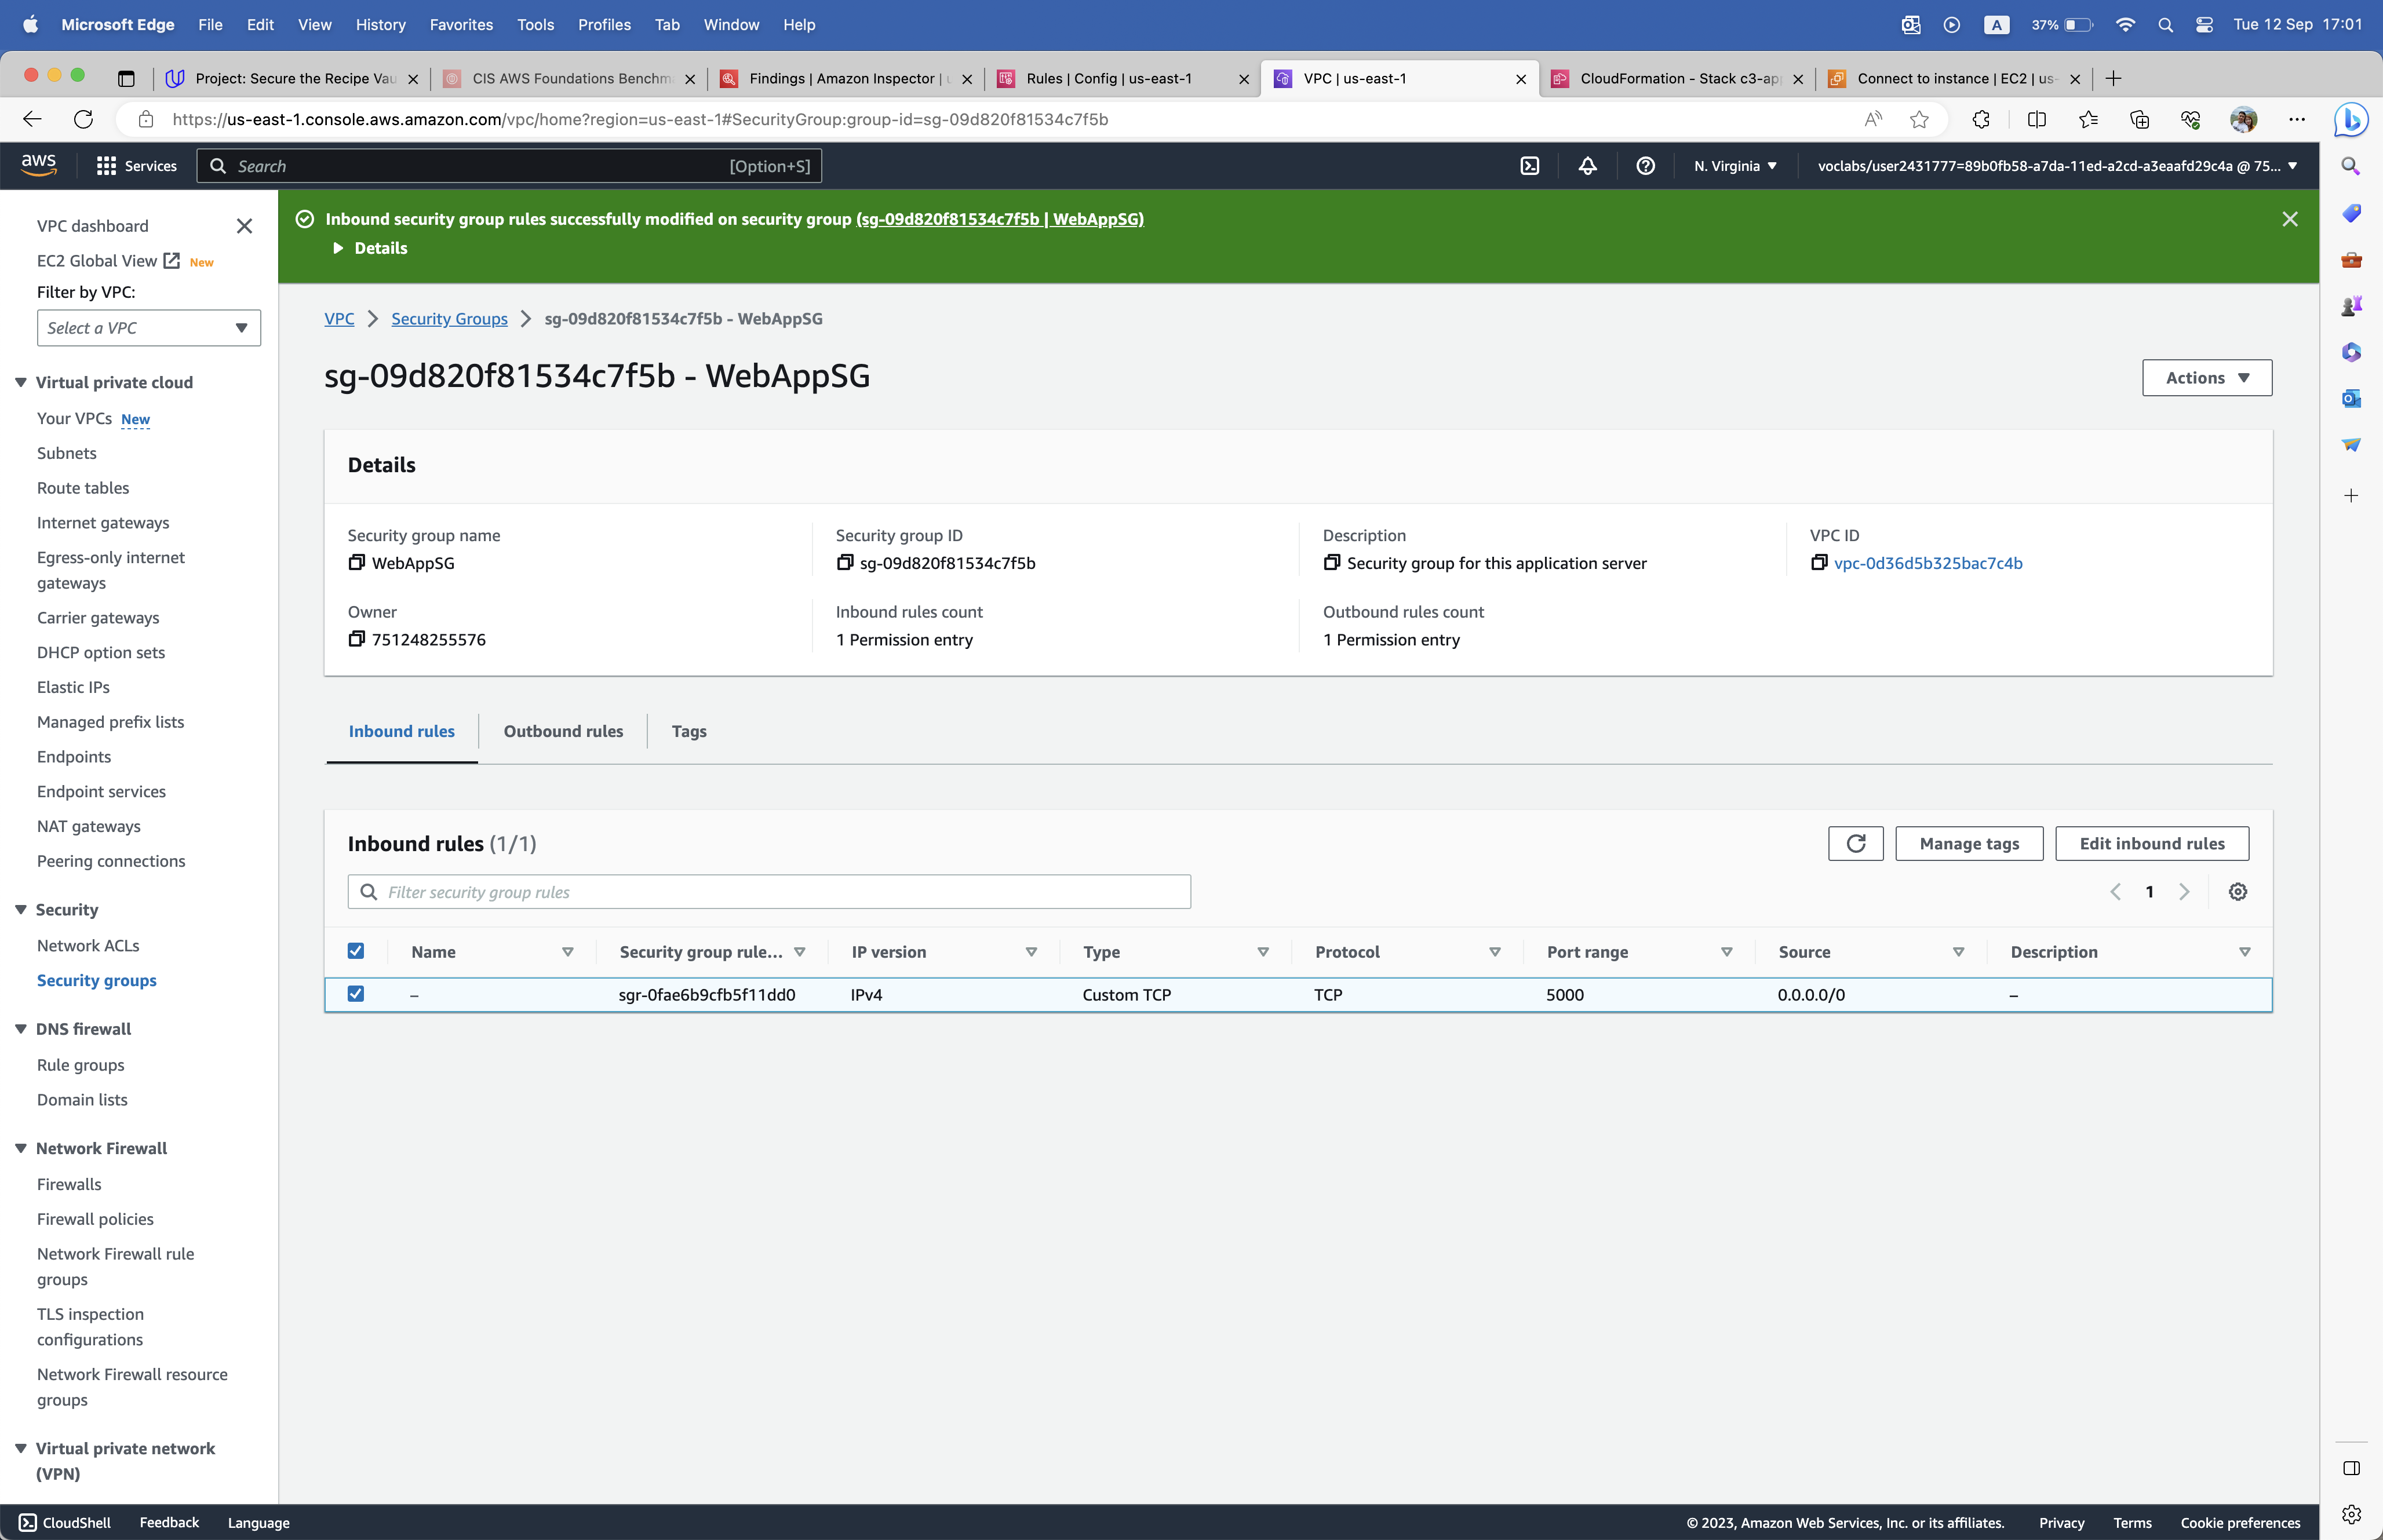 Microsoft Edge File Edit View History Favorites Tools Profiles Tab Window Help A 37% Tue 12 Sep 17:01
Project: Secure the Recipe Vau CIS AWS Foundations Benchm Findings | Amazon Inspector | Rules | Config | us-east-1 VPC | us-east-1 CloudFormation - Stack c3-app Connect to instance | EC2 | us-
https://us-east-1.console.aws.amazon.com/vpc/home?region=us-east-1#SecurityGroup:group-id=sg-09d820f81534c7f5b
aws Services Search [Option+S] N. Virginia voclabs/user2431777=89b0fb58-a7da-11ed-a2cd-a3eaafd29c4a @ 75...
VPC dashboard
EC2 Global View New
Filter by VPC:
Select a VPC
Virtual private cloud
Your VPCs New
Subnets
Route tables
Internet gateways
Egress-only internet
gateways
Carrier gateways
DHCP option sets
Elastic IPs
Managed prefix lists
Endpoints
Endpoint services
NAT gateways
Peering connections
Security
Network ACLs
Security groups
DNS firewall
Rule groups
Domain lists
Network Firewall
Firewalls
Firewall policies
Network Firewall rule
groups
TLS inspection
configurations
Network Firewall resource
groups
Virtual private network
(VPN)
Inbound security group rules successfully modified on security group (sg-09d820f81534c7f5b | WebAppSG)
Details
VPC Security Groups sg-09d820f81534c7f5b - WebAppSG
sg-09d820f81534c7f5b - WebAppSG Actions
Details
Security group name Security group ID Description VPC ID
WebAppSG sg-09d820f81534c7f5b Security group for this application server vpc-0d36d5b325bac7c4b
Owner Inbound rules count Outbound rules count
751248255576 1 Permission entry 1 Permission entry
Inbound rules Outbound rules Tags
Inbound rules (1/1) Manage tags Edit inbound rules
Filter security group rules 1
Name Security group rule... IP version Type Protocol Port range Source Description
– sgr-0fae6b9cfb5f11dd0 IPv4 Custom TCP TCP 5000 0.0.0.0/0 –
CloudShell Feedback Language © 2023, Amazon Web Services, Inc. or its affiliates. Privacy Terms Cookie preferences